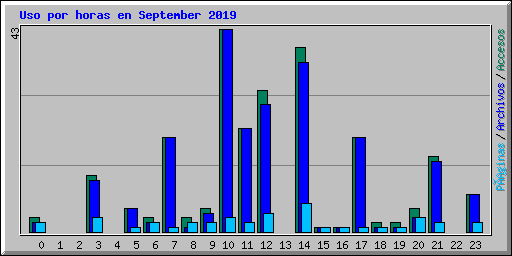 Uso por horas en September 2019
43
Páginas / Archivos / Accesos
0 1 2 3 4 5 6 7 8 9 10 11 12 13 14 15 16 17 18 19 20 21 22 23